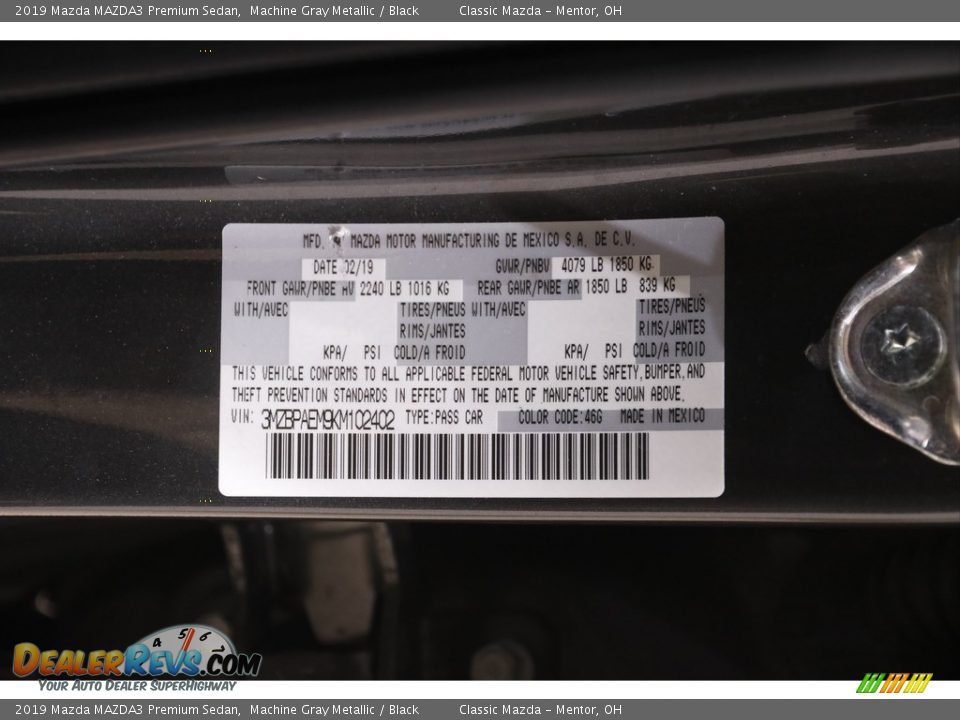 2019 Mazda MAZDA3 Premium Sedan, Machine Gray Metallic / Black Classic Mazda – Mentor, OH
MFD. BY MAZDA MOTOR MANUFACTURING DE MEXICO S.A. DE C.V.
DATE 02/19 GVWR/PNBV 4079 LB 1850 KG
FRONT GAWR/PNBE AV 2240 LB 1016 KG REAR GAWR/PNBE AR 1850 LB 839 KG
WITH/AVEC TIRES/PNEUS WITH/AVEC TIRES/PNEUS
RIMS/JANTES RIMS/JANTES
KPA/ PSI COLD/A FROID KPA/ PSI COLD/A FROID
THIS VEHICLE CONFORMS TO ALL APPLICABLE FEDERAL MOTOR VEHICLE SAFETY,BUMPER,AND
THEFT PREVENTION STANDARDS IN EFFECT ON THE DATE OF MANUFACTURE SHOWN ABOVE.
VIN: 3MZBPAEM9KM102402 TYPE:PASS CAR COLOR CODE:46G MADE IN MEXICO
4 5 6 7
DEALERREVS.COM
YOUR AUTO DEALER SUPERHIGHWAY
2019 Mazda MAZDA3 Premium Sedan, Machine Gray Metallic / Black Classic Mazda – Mentor, OH